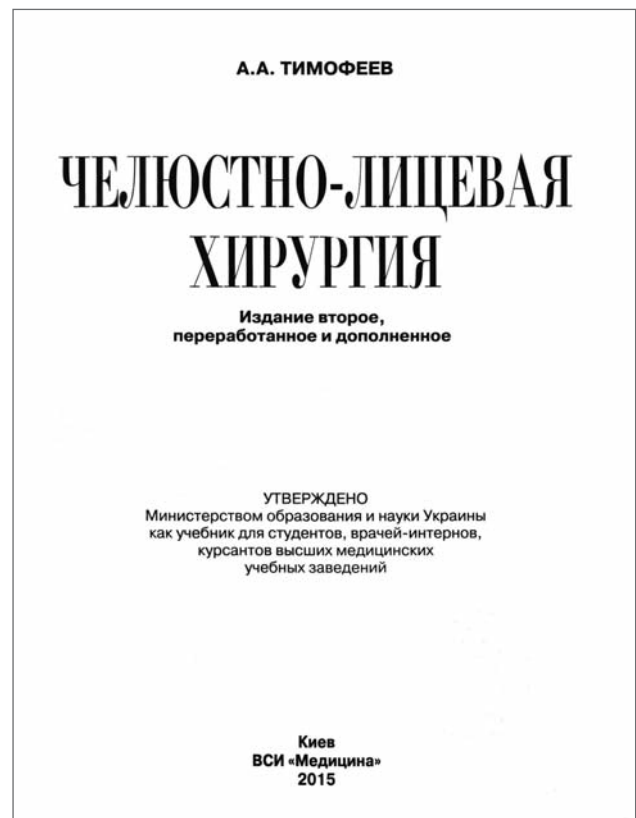 А.А. ТИМОФЕЕВ
ЧЕЛЮСТНО-ЛИЦЕВАЯ
ХИРУРГИЯ
Издание второе,
переработанное и дополненное
УТВЕРЖДЕНО
Министерством образования и науки Украины
как учебник для студентов, врачей-интернов,
курсантов высших медицинских
учебных заведений
Киев
ВСИ «Медицина»
2015